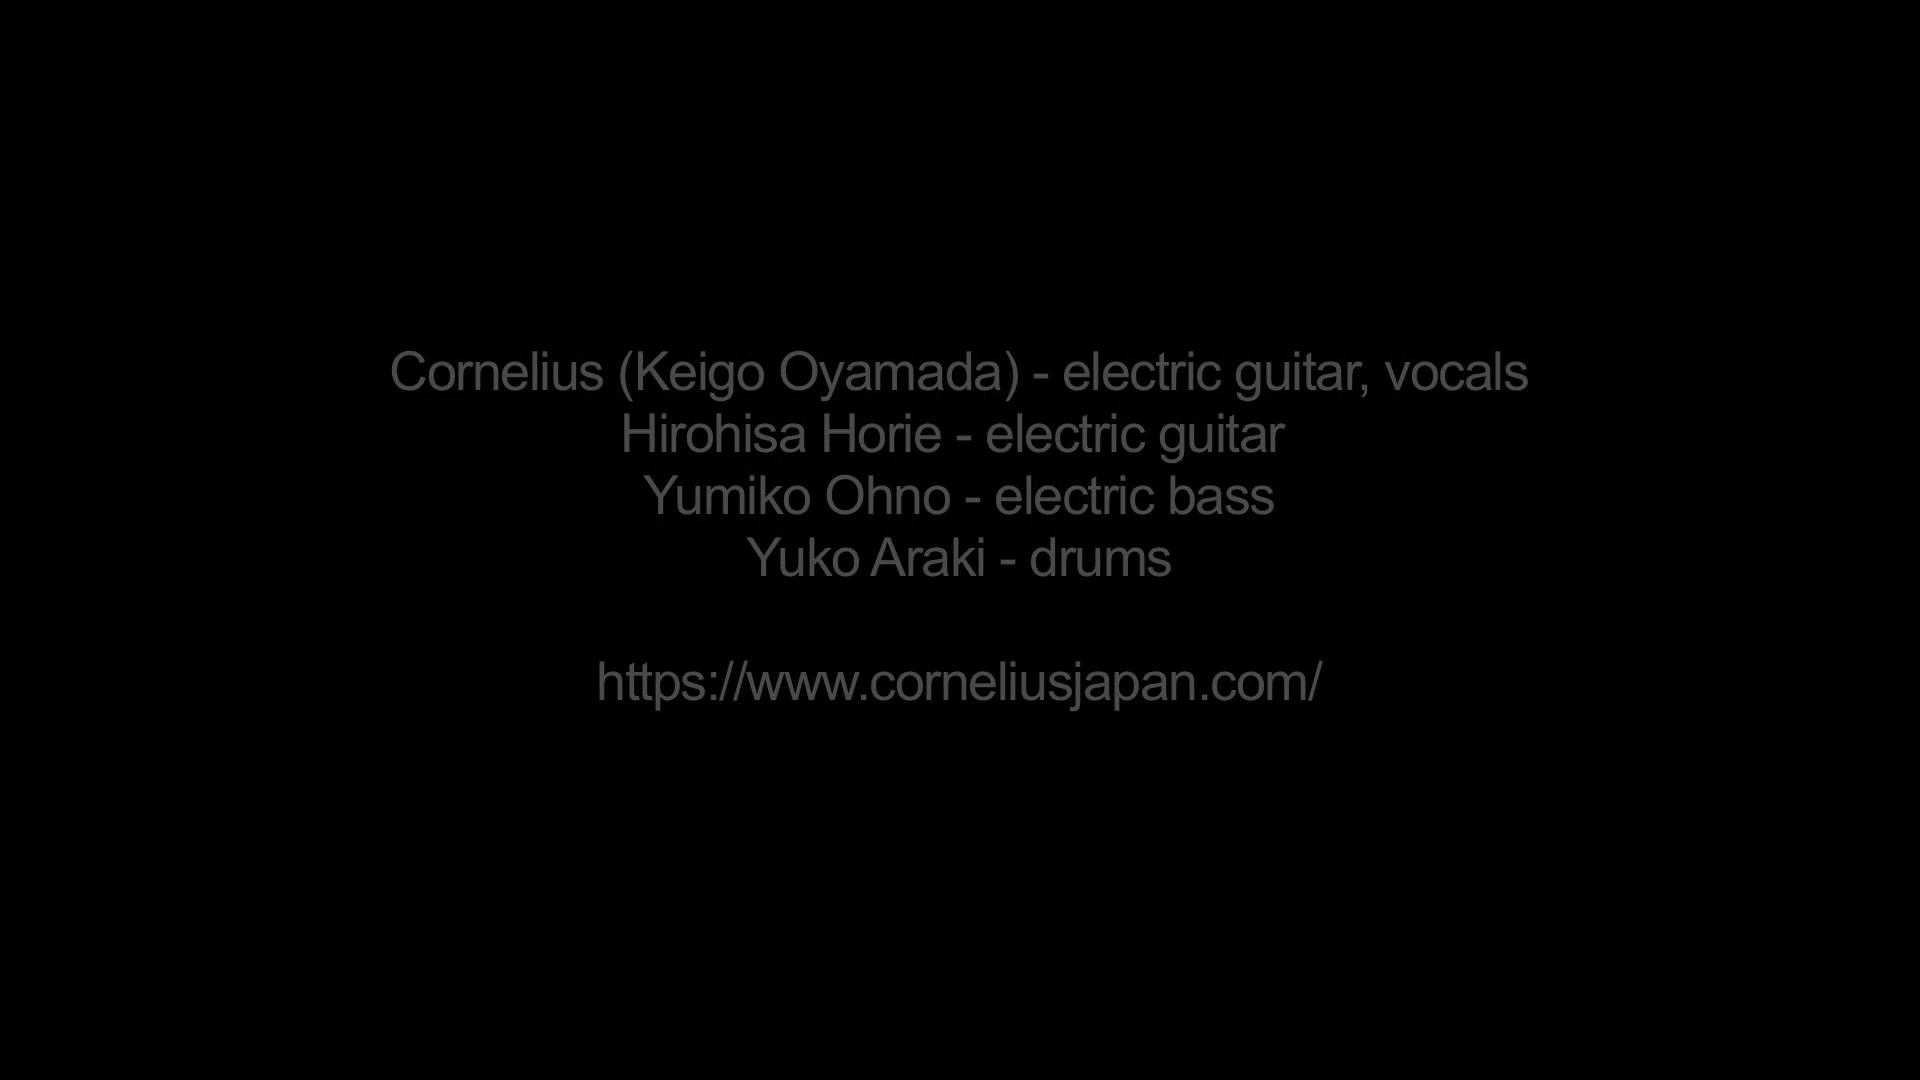 Cornelius (Keigo Oyamada) - electric guitar, vocals
Hirohisa Horie - electric guitar
Yumiko Ohno - electric bass
Yuko Araki - drums
https://www.corneliusjapan.com/